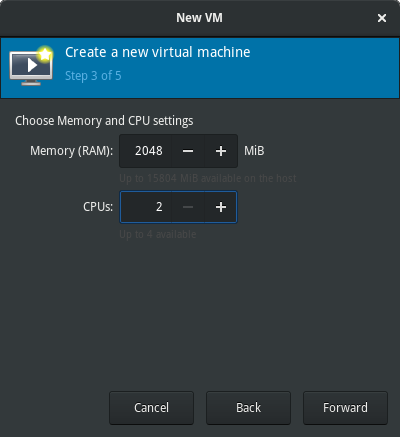 New VM
Create a new virtual machine
Step 3 of 5
Choose Memory and CPU settings
Memory (RAM): 2048 MiB
Up to 15804 MiB available on the host
CPUs: 2
Up to 4 available
Cancel Back Forward